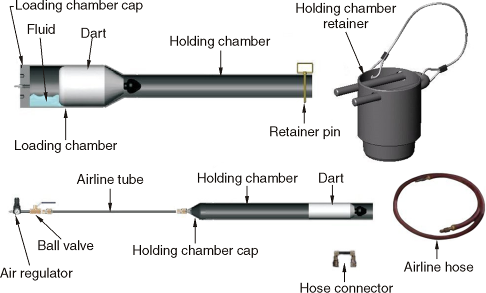 Loading chamber cap
Fluid
Dart
Holding chamber
Holding chamber
retainer
Loading chamber
Retainer pin
Airline tube
Holding chamber
Dart
Ball valve
Holding chamber cap
Air regulator
Hose connector
Airline hose